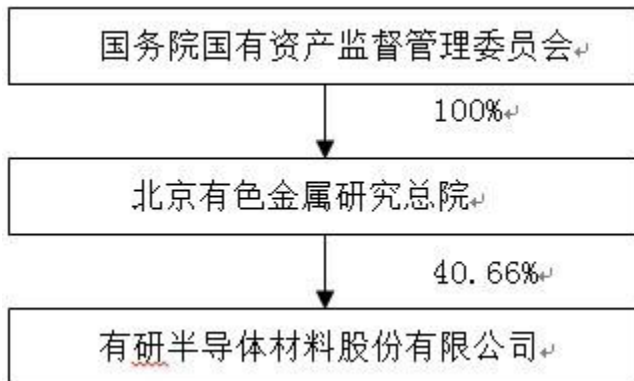 国务院国有资产监督管理委员会
100%
北京有色金属研究总院
40.66%
有研半导体材料股份有限公司